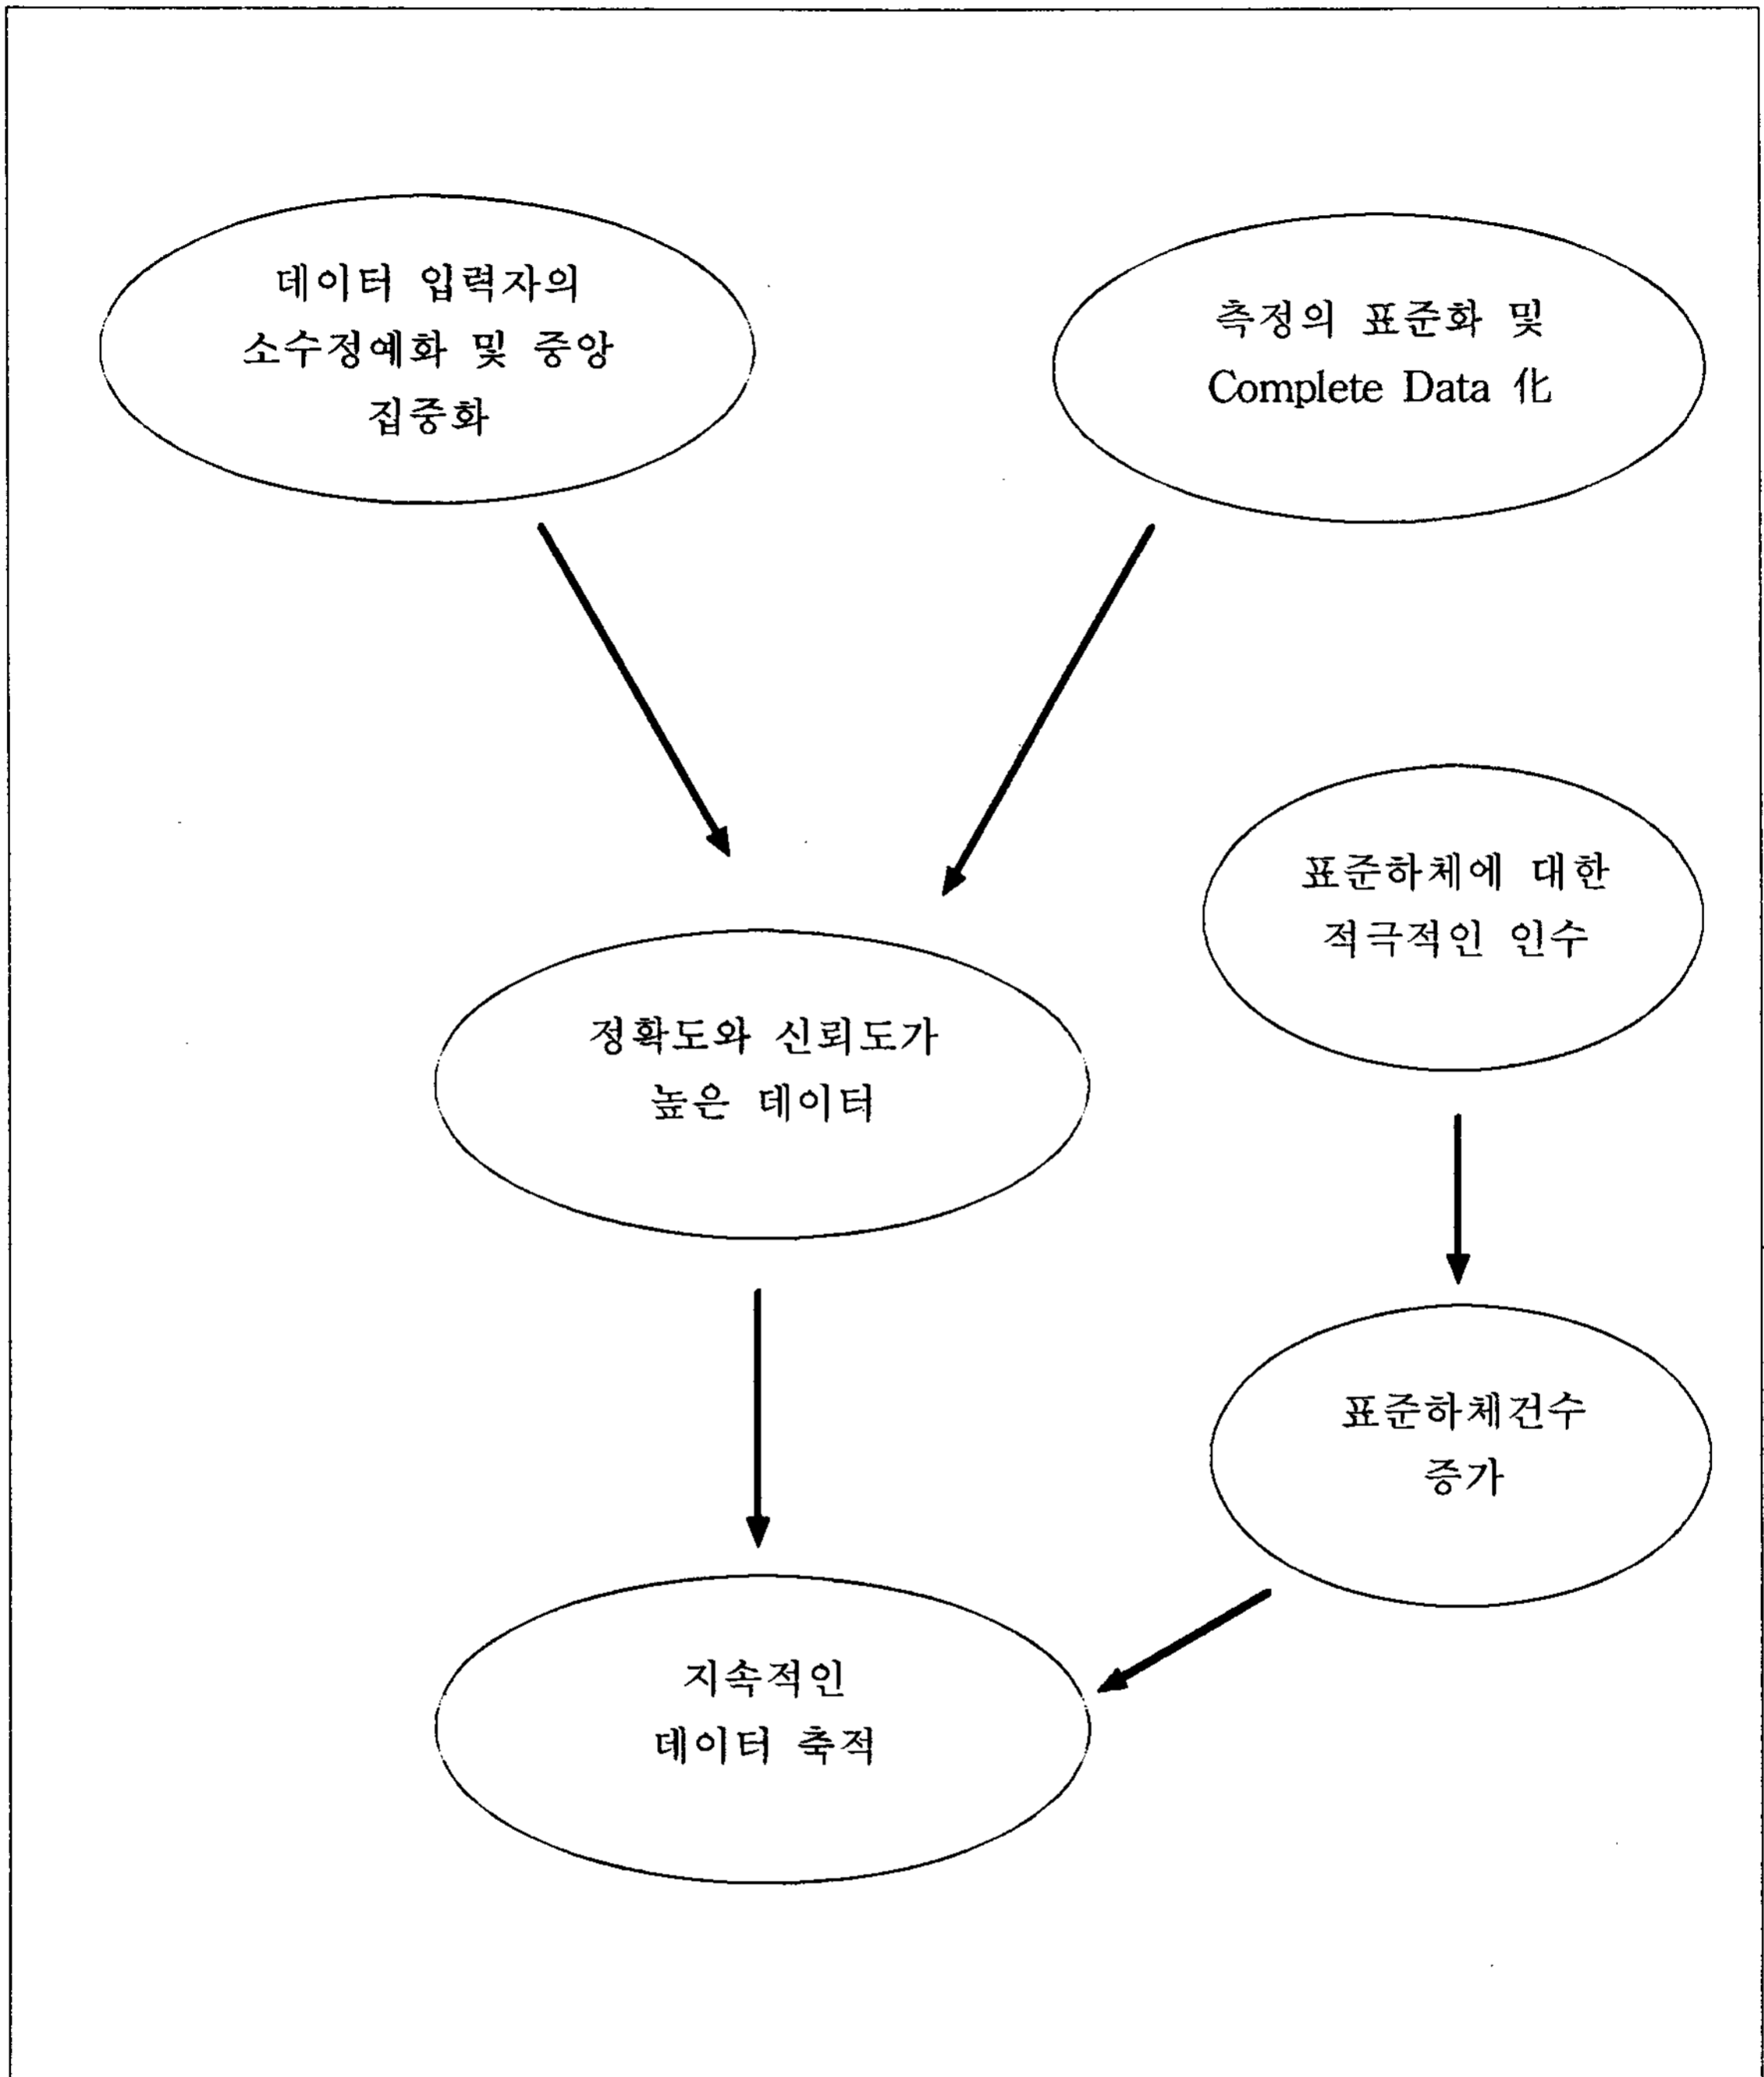 데이터 입력자의
소수정예화 및 중앙
집중화
측정의 표준화 및
Complete Data 化
표준하체에 대한
적극적인 인수
정확도와 신뢰도가
높은 데이터
표준하체건수
증가
지속적인
데이터 축적